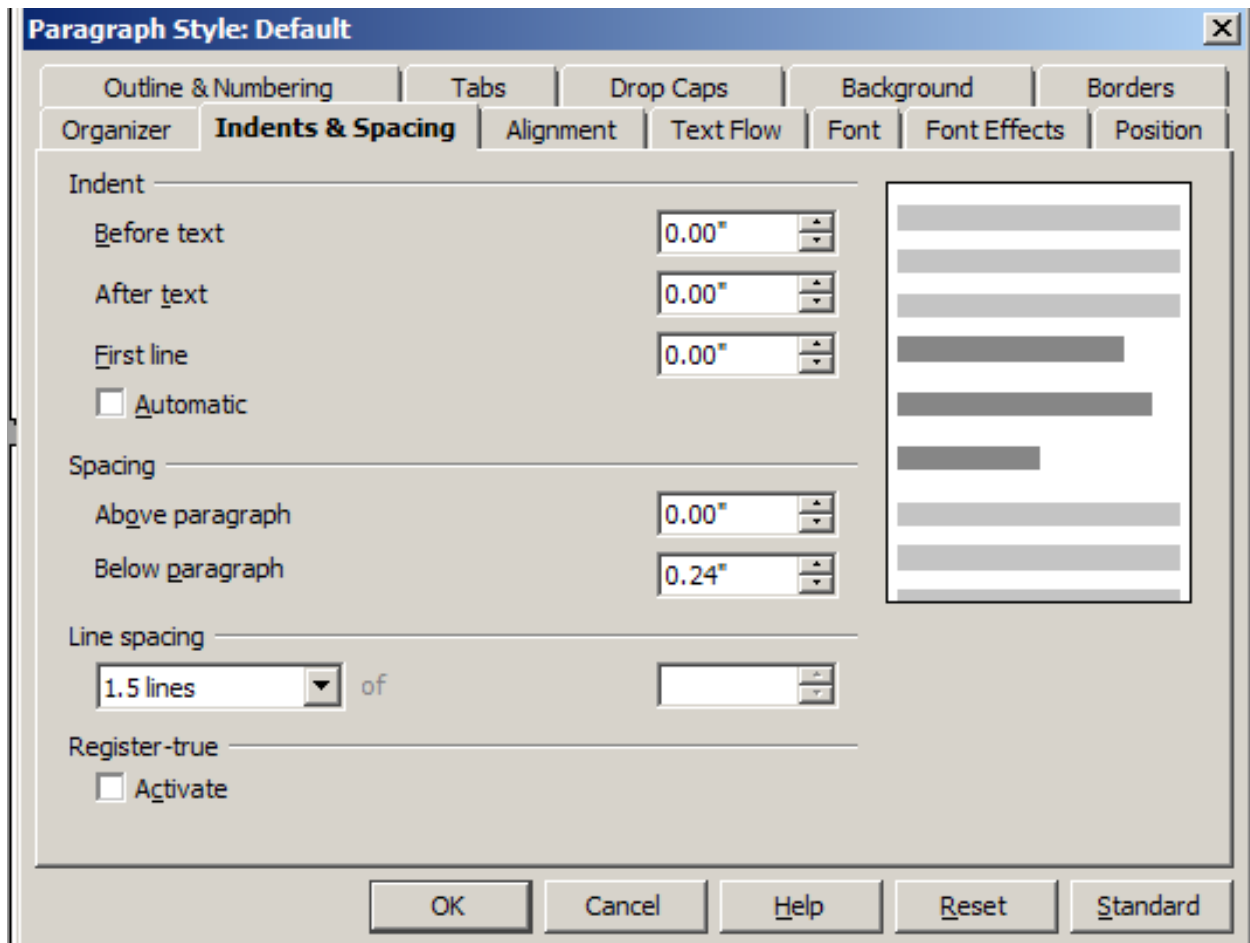 Paragraph Style: Default
Outline & Numbering Tabs Drop Caps Background Borders
Organizer Indents & Spacing Alignment Text Flow Font Font Effects Position
Indent
Before text 0.00"
After text 0.00"
First line 0.00"
Automatic
Spacing
Above paragraph 0.00"
Below paragraph 0.24"
Line spacing
1.5 lines of
Register-true
Activate
OK Cancel Help Reset Standard